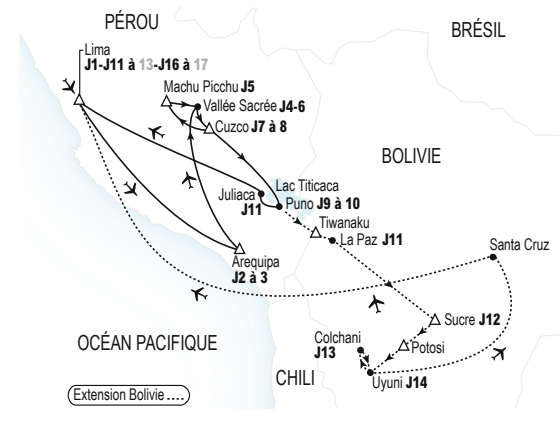 PÉROU
BRÉSIL
Lima
J1-J11 à 13-J16 à 17
Machu Picchu J5
Vallée Sacrée J4-6
Cuzco J7 à 8
BOLIVIE
Lac Titicaca
Juliaca
J11
Puno J9 à 10
Tiwanaku
La Paz J11
Santa Cruz
Arequipa
J2 à 3
Sucre J12
OCÉAN PACIFIQUE
Colchani
J13
Potosi
CHILI
Uyuni J14
Extension Bolivie ....